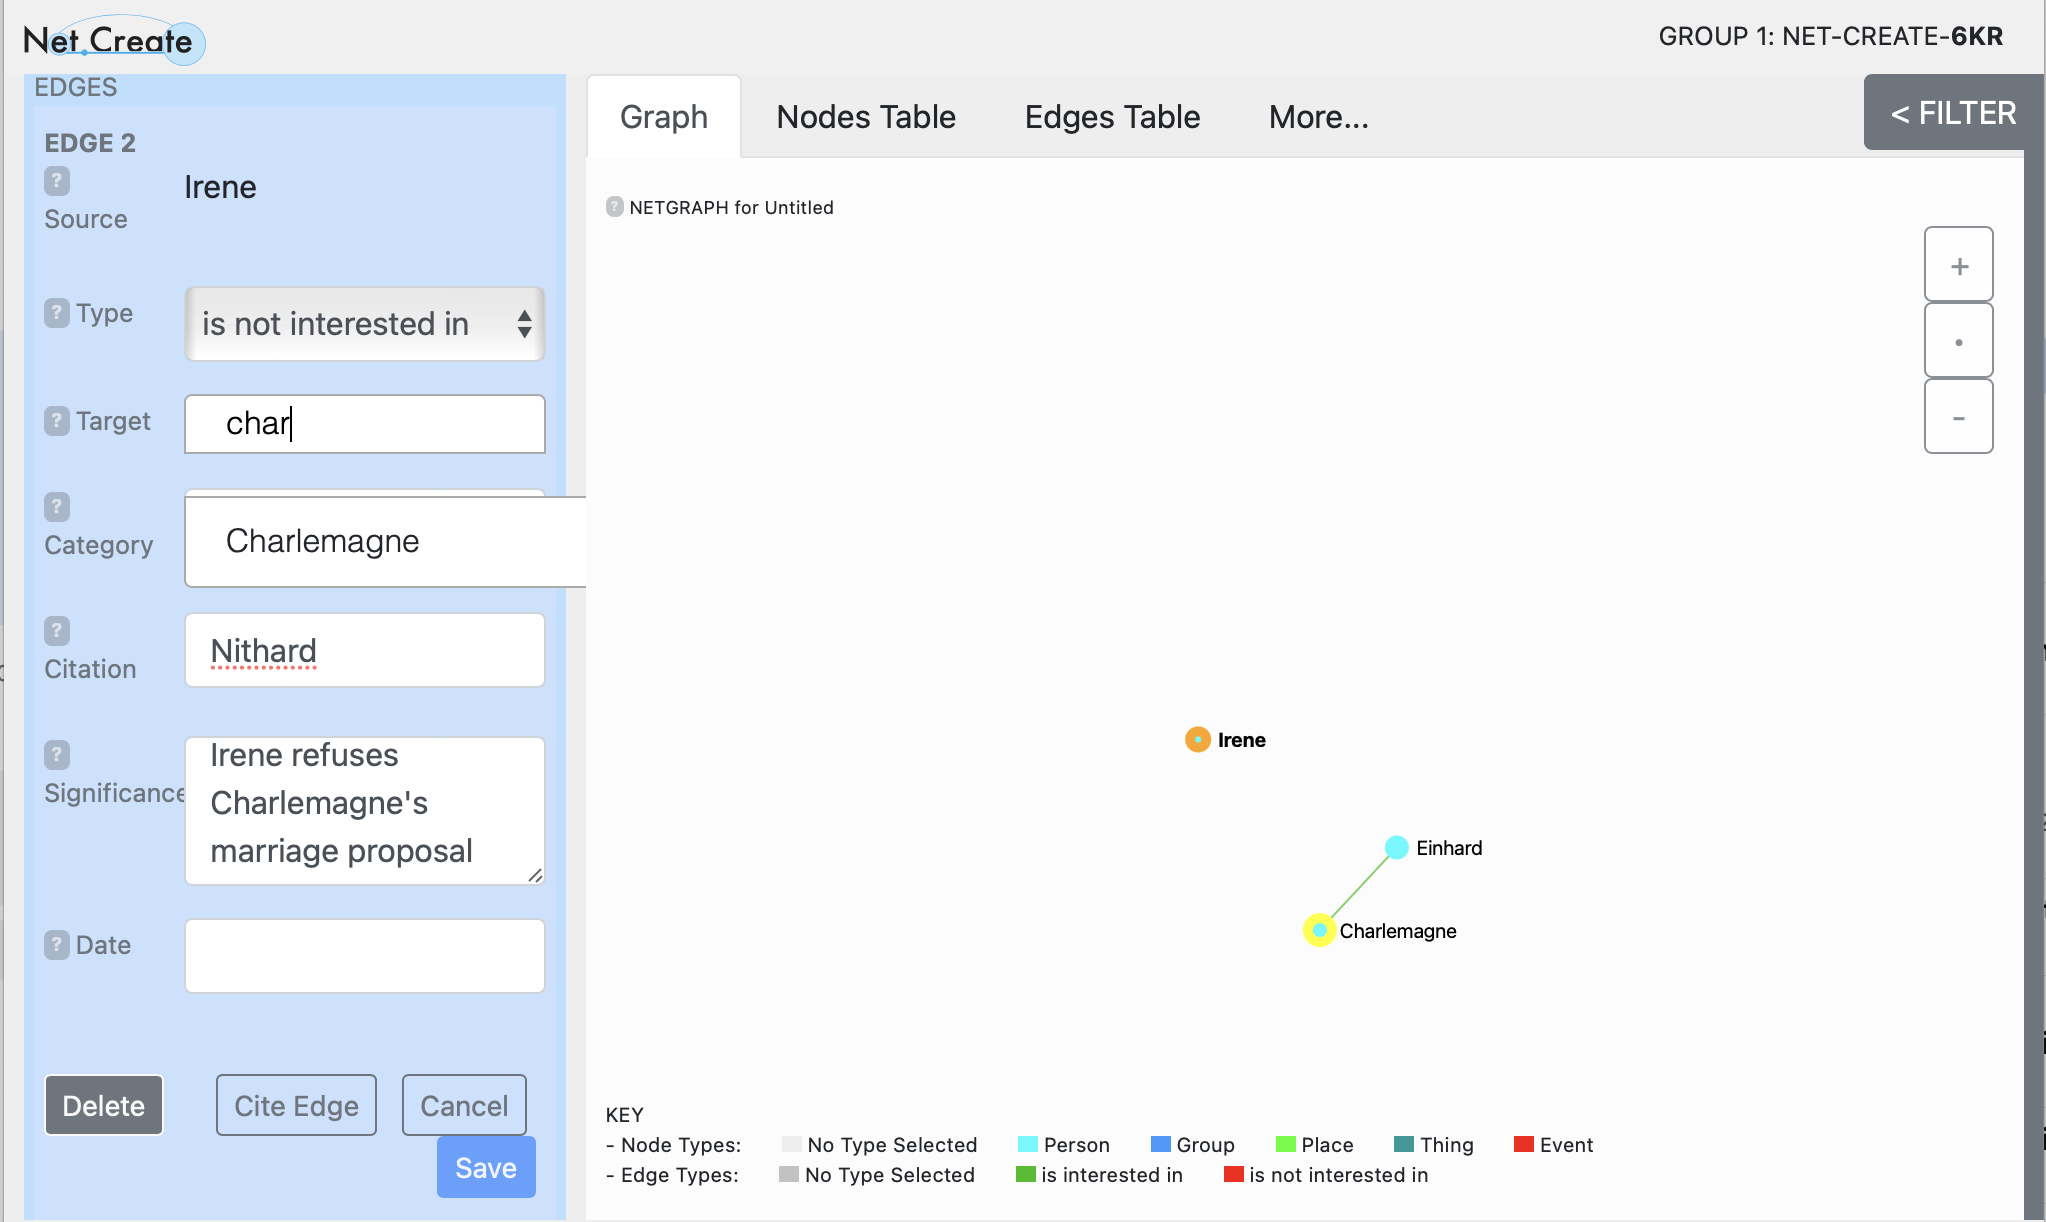 Net.Create
GROUP 1: NET-CREATE-6KR
EDGES
EDGE 2
? Source
Irene
? Type
is not interested in
? Target
char
? Category
Charlemagne
? Citation
Nithard
? Significance
Irene refuses
Charlemagne's
marriage proposal
? Date
Delete
Cite Edge
Cancel
Save
Graph
Nodes Table
Edges Table
More...
< FILTER
? NETGRAPH for Untitled
+
•
-
Irene
Einhard
Charlemagne
KEY
- Node Types: No Type Selected Person Group Place Thing Event
- Edge Types: No Type Selected is interested in is not interested in